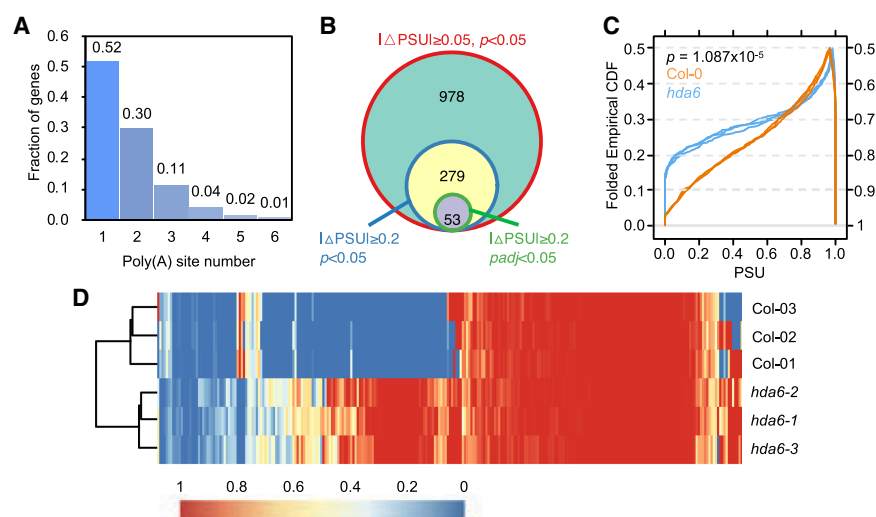 A
0.6
0.5
0.4
0.3
0.2
0.1
0.0
Fraction of genes
0.52
0.30
0.11
0.04
0.02
0.01
1 2 3 4 5 6
Poly(A) site number
B
|△PSU|≥0.05, p<0.05
978
279
53
|△PSU|≥0.2
p<0.05
|△PSU|≥0.2
padj<0.05
C
Folded Empirical CDF
0.5
0.4
0.3
0.2
0.1
0.0
p = 1.087x10-5
Col-0
hda6
0.5
0.6
0.7
0.8
0.9
1
0.0 0.2 0.4 0.6 0.8 1.0
PSU
D
Col-03
Col-02
Col-01
hda6-2
hda6-1
hda6-3
1 0.8 0.6 0.4 0.2 0